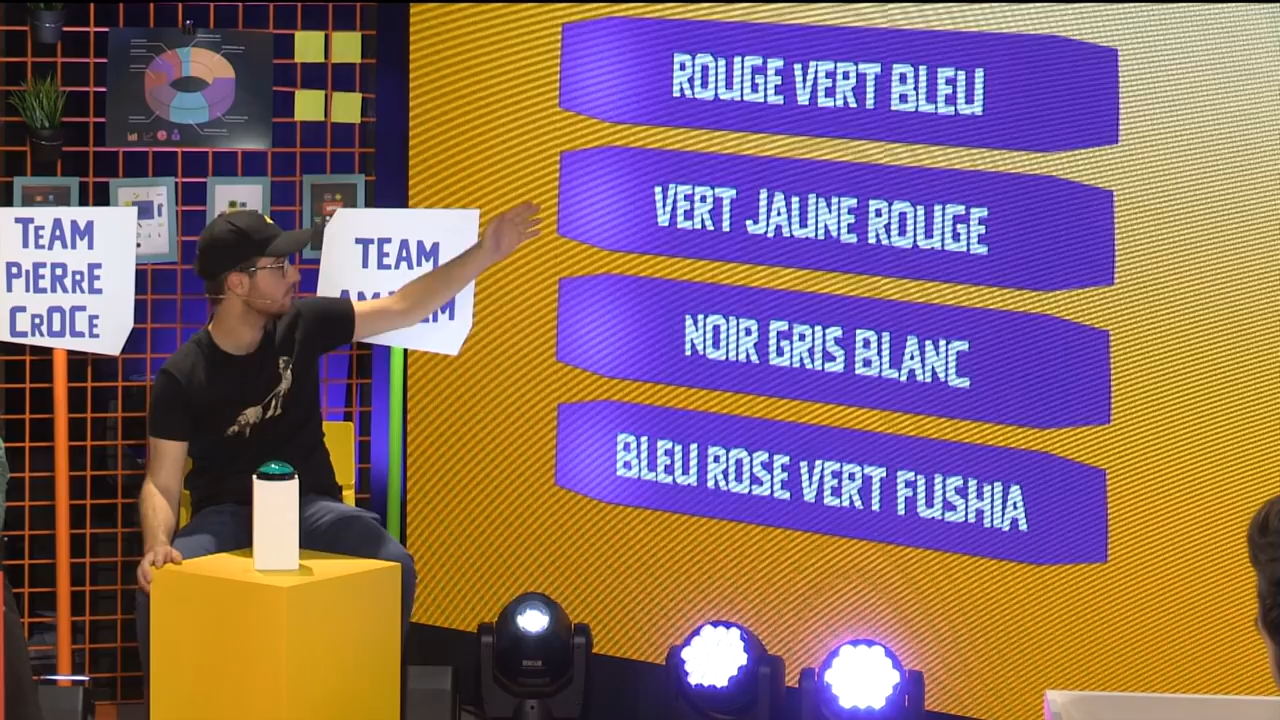 ROUGE VERT BLEU
VERT JAUNE ROUGE
NOIR GRIS BLANC
BLEU ROSE VERT FUSHIA
TEAM
PIERRE
CROCE
TEAM